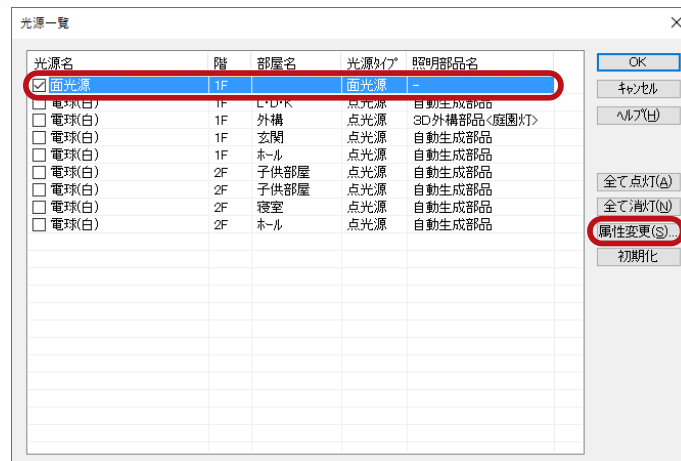 光源一覧
光源名 階 部屋名 光源ﾀｲﾌﾟ 照明部品名
面光源 1F 面光源 -
電球(白) 1F L・D・K 点光源 自動生成部品
電球(白) 1F 外構 点光源 3D外構部品<庭園灯>
電球(白) 1F 玄関 点光源 自動生成部品
電球(白) 1F ﾎｰﾙ 点光源 自動生成部品
電球(白) 2F 子供部屋 点光源 自動生成部品
電球(白) 2F 子供部屋 点光源 自動生成部品
電球(白) 2F 寝室 点光源 自動生成部品
電球(白) 2F ﾎｰﾙ 点光源 自動生成部品
OK
ｷｬﾝｾﾙ
ﾍﾙﾌﾟ(H)
全て点灯(A)
全て消灯(N)
属性変更(S)...
初期化